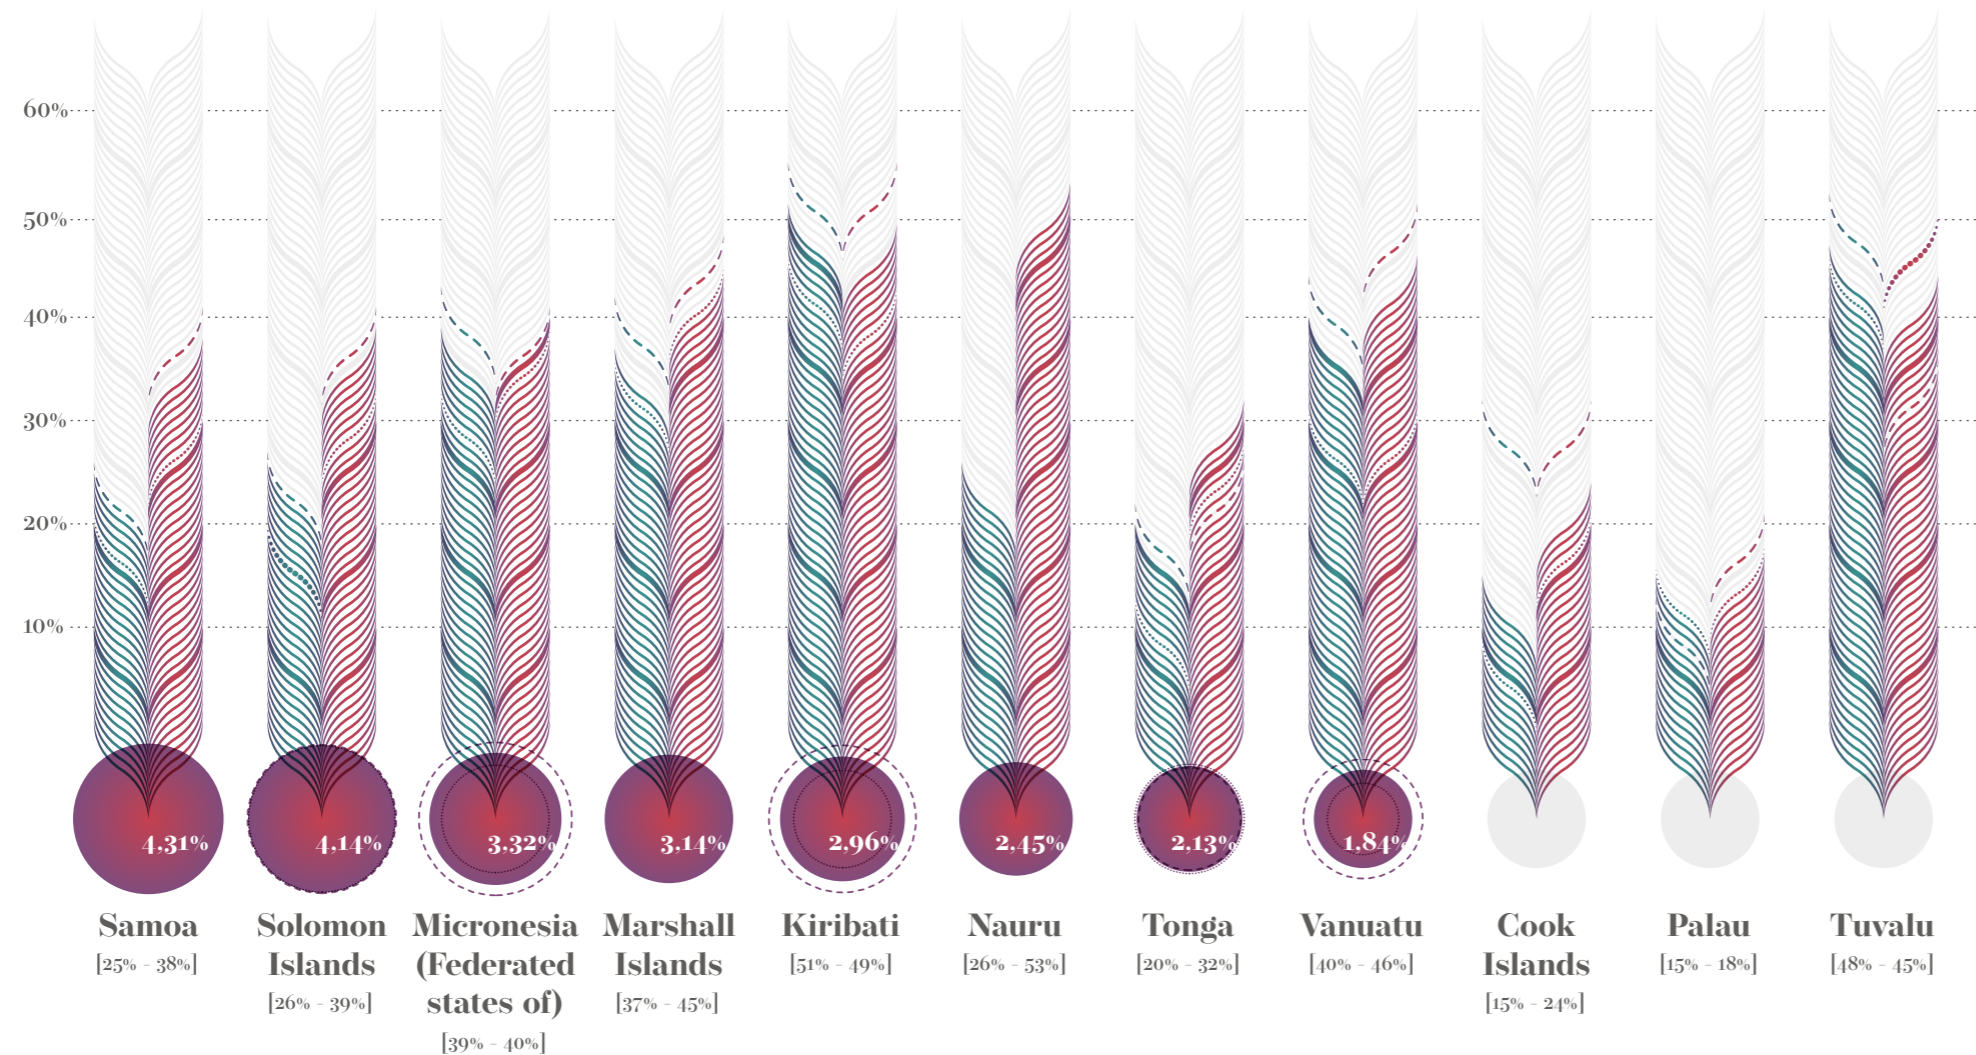 60%
50%
40%
30%
20%
10%
4,31%
4,14%
3,32%
3,14%
2,96%
2,45%
2,13%
1,84%
Samoa
[25% - 38%]
Solomon
Islands
[26% - 39%]
Micronesia
(Federated
states of)
[39% - 40%]
Marshall
Islands
[37% - 45%]
Kiribati
[51% - 49%]
Nauru
[26% - 53%]
Tonga
[20% - 32%]
Vanuatu
[40% - 46%]
Cook
Islands
[15% - 24%]
Palau
[15% - 18%]
Tuvalu
[48% - 45%]